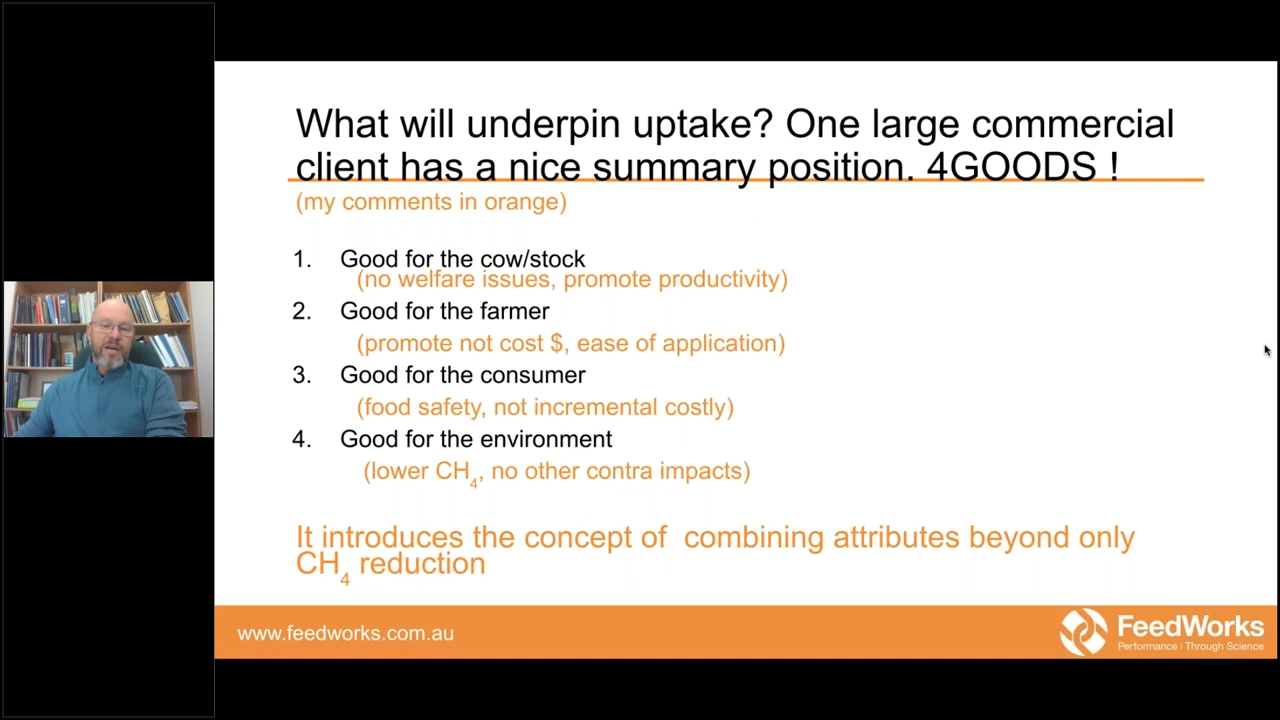 What will underpin uptake? One large commercial
client has a nice summary position. 4GOODS !
(my comments in orange)
1. Good for the cow/stock
(no welfare issues, promote productivity)
2. Good for the farmer
(promote not cost $, ease of application)
3. Good for the consumer
(food safety, not incremental costly)
4. Good for the environment
(lower CH4, no other contra impacts)
It introduces the concept of combining attributes beyond only
CH4 reduction
www.feedworks.com.au
FeedWorks
Performance | Through Science